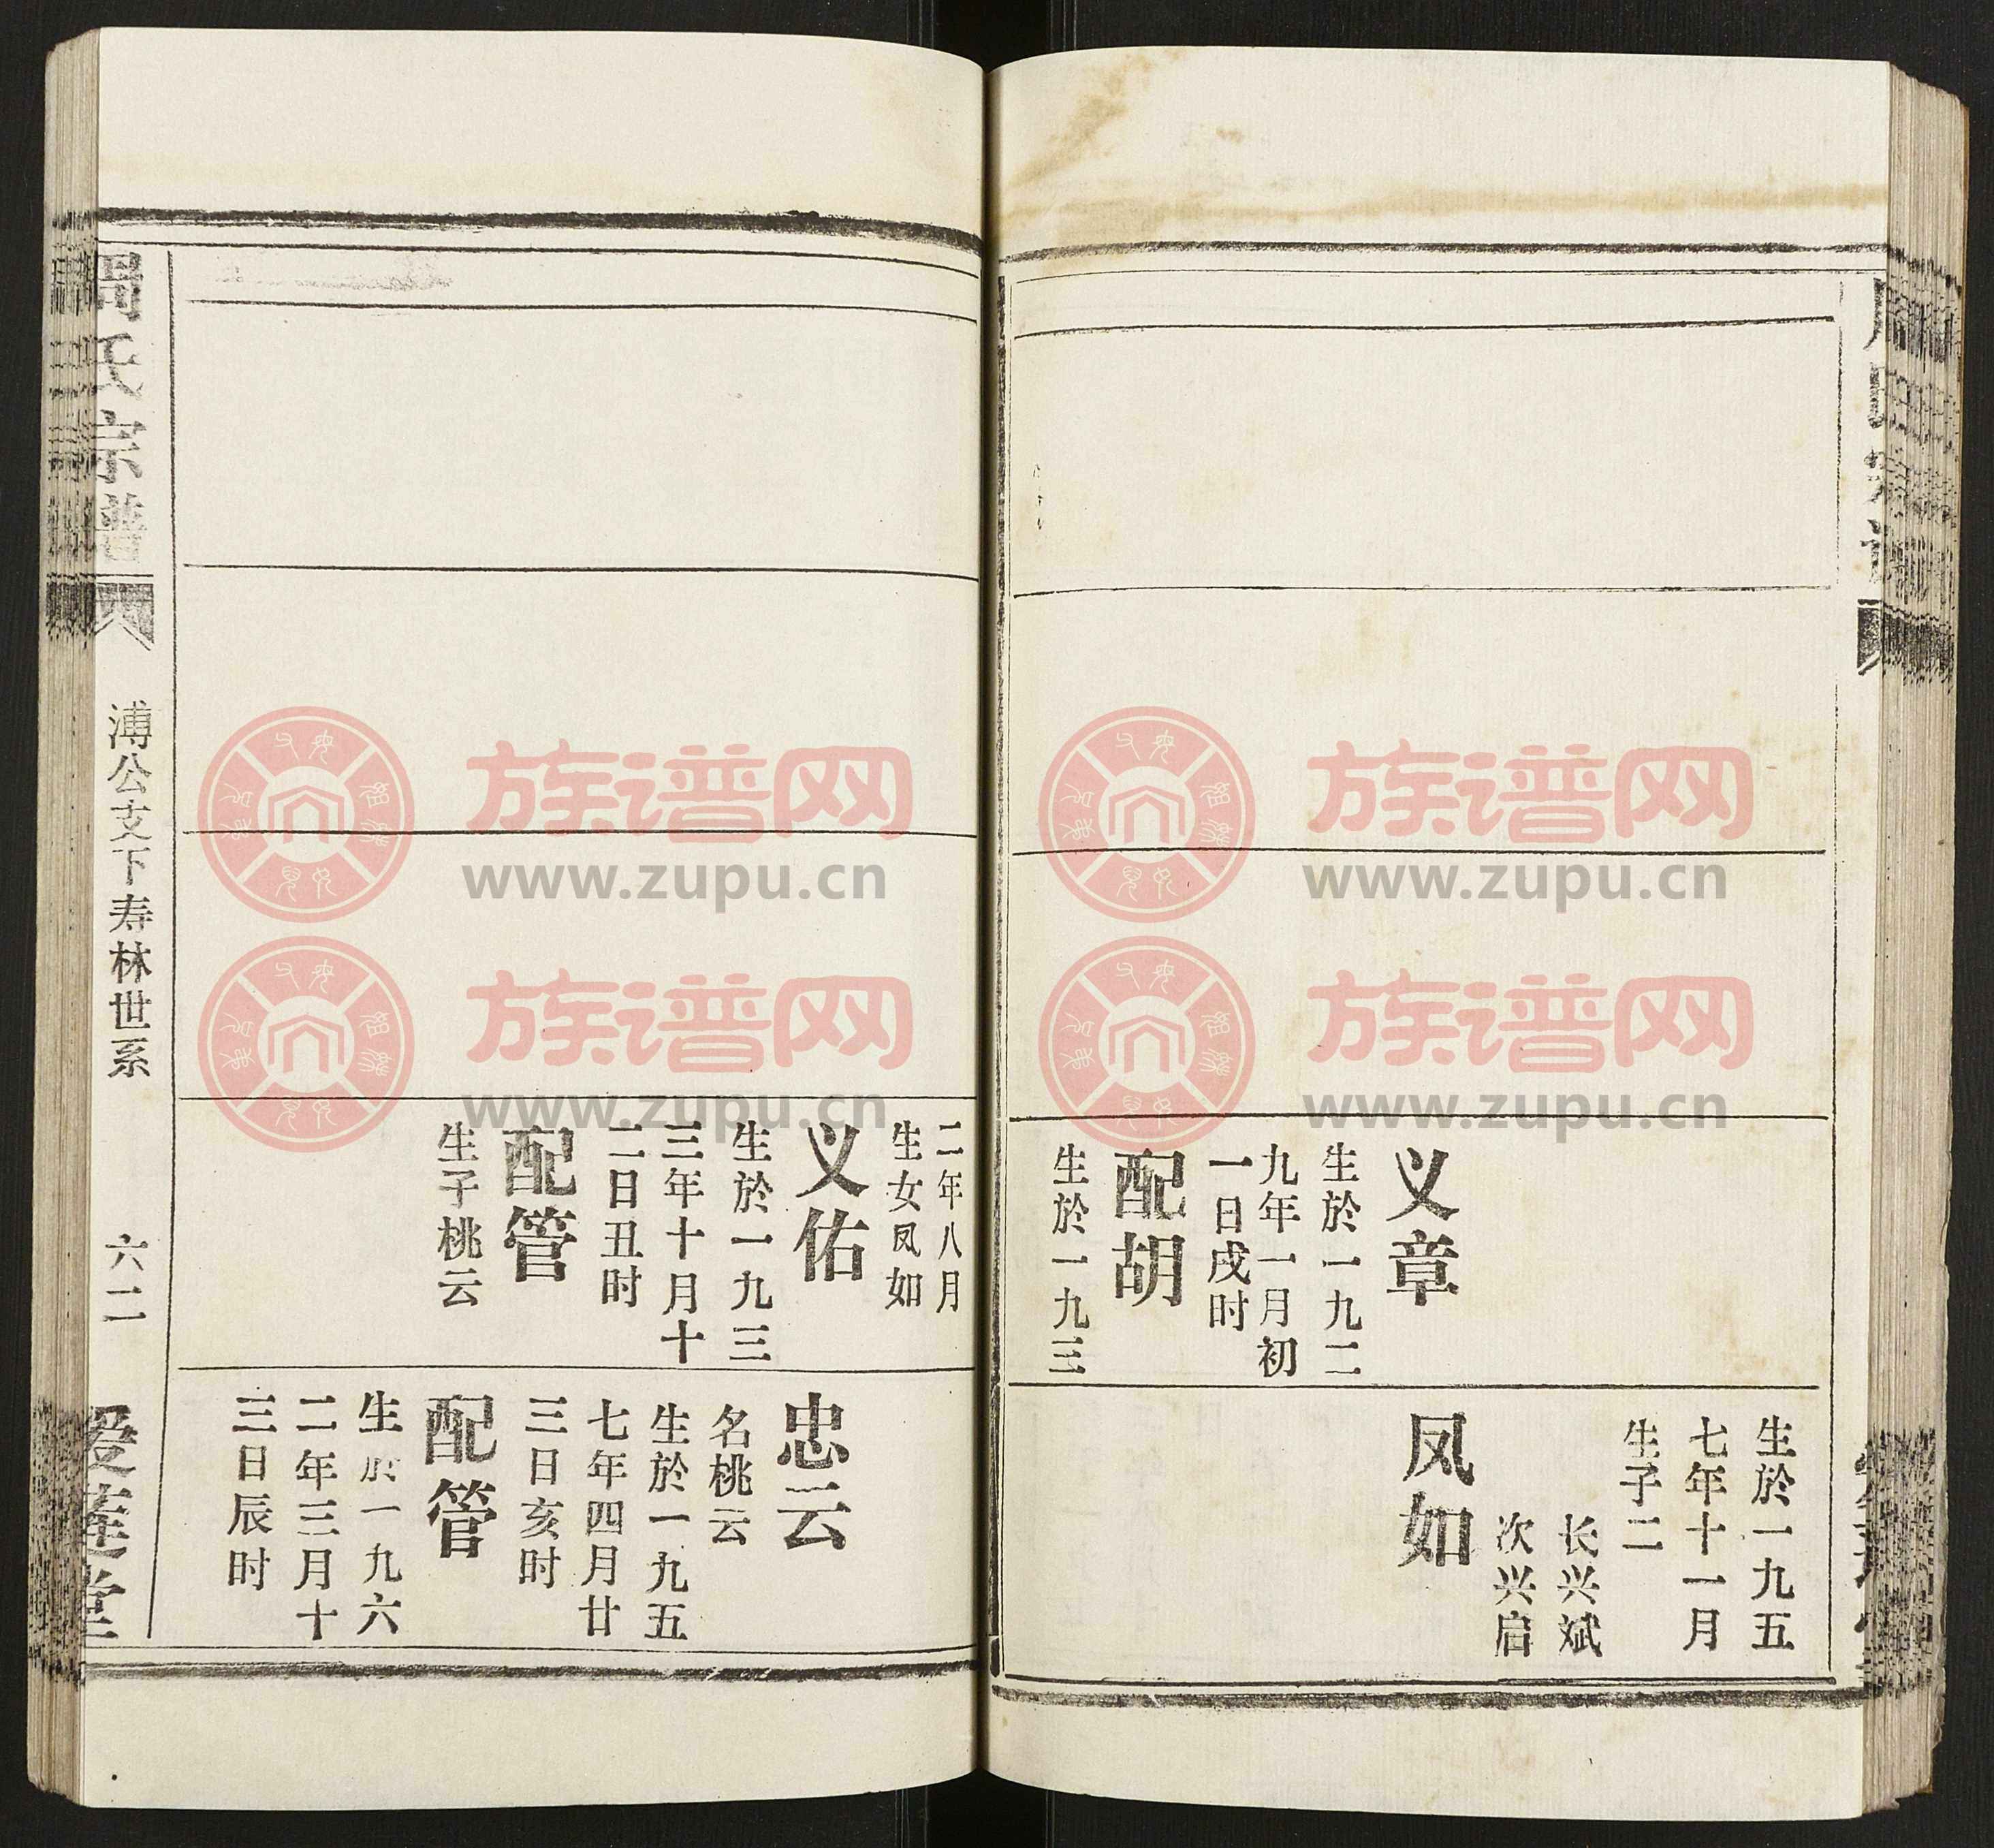 义章
生於一九二
九年一月初
一日戌时
配胡
生於一九三
生於一九五
七年十一月
生子二
长兴斌
次兴启
凤如
二年八月
生女凤如
义佑
生於一九三
三年十月十
二日丑时
配管
生子桃云
忠云
名桃云
生於一九五
七年四月廿
三日亥时
配管
生於一九六
二年三月十
三日辰时
周氏宗谱
溥公支下寿林世系
六二
爱莲堂
族谱网
www.zupu.cn
族谱网
www.zupu.cn
族谱网
www.zupu.cn
族谱网
www.zupu.cn